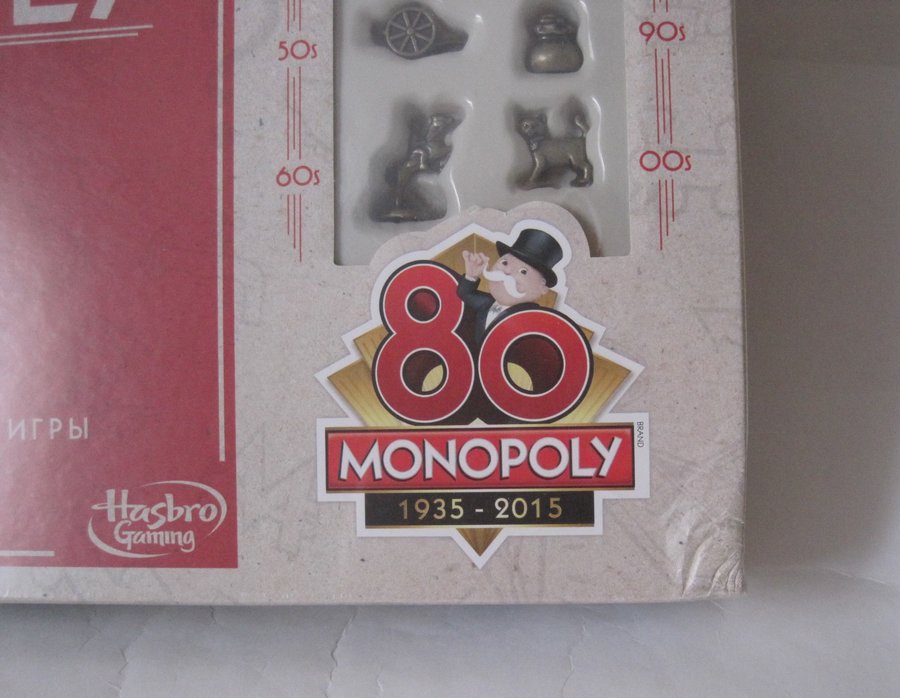 50s
90s
60s
00s
80
MONOPOLY
BRAND
1935 - 2015
ИГРЫ
Hasbro
Gaming